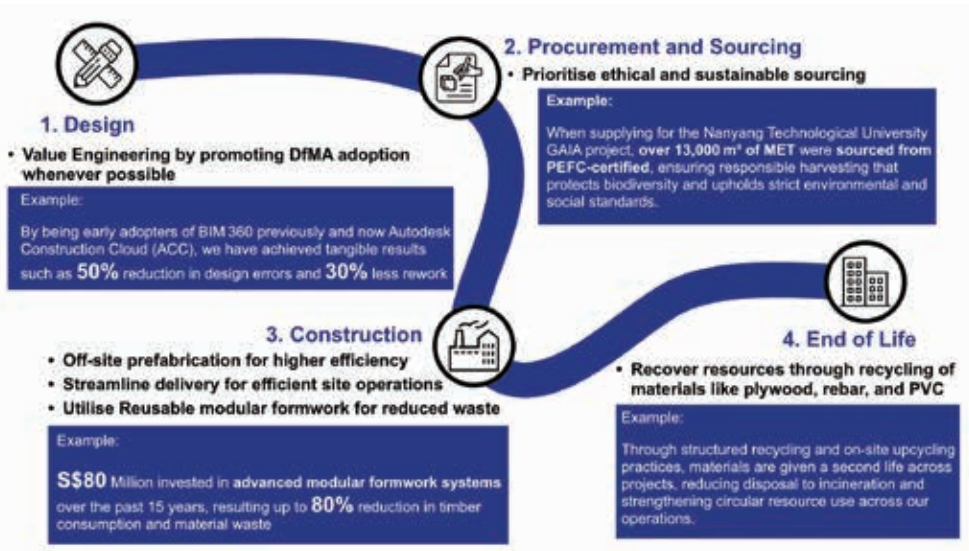 1. Design
• Value Engineering by promoting DfMA adoption
whenever possible
Example:
By being early adopters of BIM 360 previously and now Autodesk
Construction Cloud (ACC), we have achieved tangible results
such as 50% reduction in design errors and 30% less rework
2. Procurement and Sourcing
• Prioritise ethical and sustainable sourcing
Example:
When supplying for the Nanyang Technological University
GAIA project, over 13,000 m³ of MET were sourced from
PEFC-certified, ensuring responsible harvesting that
protects biodiversity and upholds strict environmental and
social standards.
3. Construction
• Off-site prefabrication for higher efficiency
• Streamline delivery for efficient site operations
• Utilise Reusable modular formwork for reduced waste
Example:
S$80 Million invested in advanced modular formwork systems
over the past 15 years, resulting up to 80% reduction in timber
consumption and material waste
4. End of Life
• Recover resources through recycling of
materials like plywood, rebar, and PVC
Example:
Through structured recycling and on-site upcycling
practices, materials are given a second life across
projects, reducing disposal to incineration and
strengthening circular resource use across our
operations.